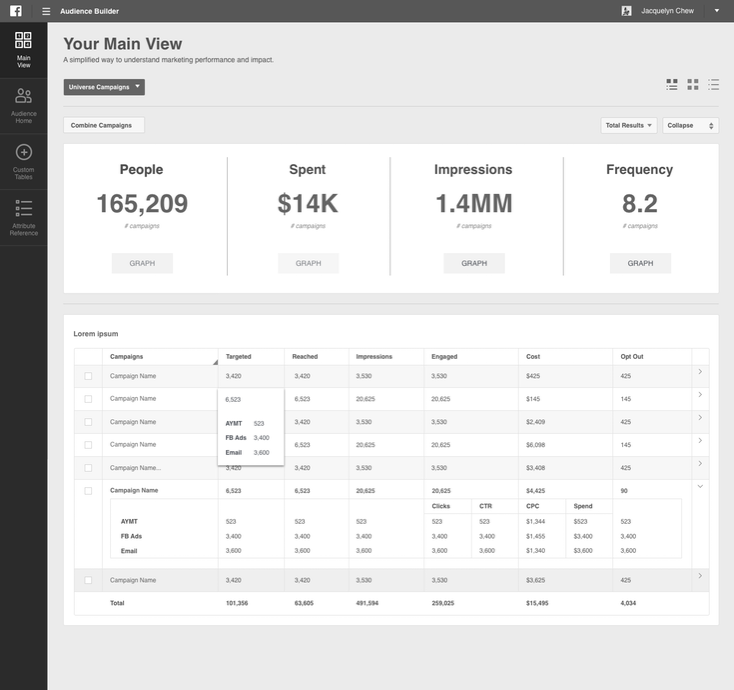 Audience Builder
Jacquelyn Chew
Main
View
Audience
Home
Custom
Tables
Attribute
Reference
Your Main View
A simplified way to understand marketing performance and impact.
Universe Campaigns
Combine Campaigns
Total Results
Collapse
People Spent Impressions Frequency
165,209 $14K 1.4MM 8.2
# campaigns # campaigns # campaigns # campaigns
GRAPH GRAPH GRAPH GRAPH
Lorem ipsum
Campaigns Targeted Reached Impressions Engaged Cost Opt Out
Campaign Name 3,420 3,420 3,530 3,530 $425 425
Campaign Name 6,523 6,523 20,625 20,625 $145 145
Campaign Name 3,420 3,530 3,530 $2,409 425
AYMT 523
FB Ads 3,400
Campaign Name 6,523 20,625 20,625 $6,098 145
Email 3,600
Campaign Name... 3,420 3,420 3,530 3,530 $3,408 425
Campaign Name 6,523 6,523 20,625 20,625 $4,425 90
Clicks CTR CPC Spend
AYMT 523 523 523 523 523 $1,344 $523 523
FB Ads 3,400 3,400 3,400 3,400 3,400 $1,455 $3,400 3,400
Email 3,600 3,600 3,600 3,600 3,600 $1,340 $3,600 3,600
Campaign Name 3,420 3,420 3,530 3,530 $3,625 425
Total 101,356 63,605 491,594 259,025 $15,495 4,034